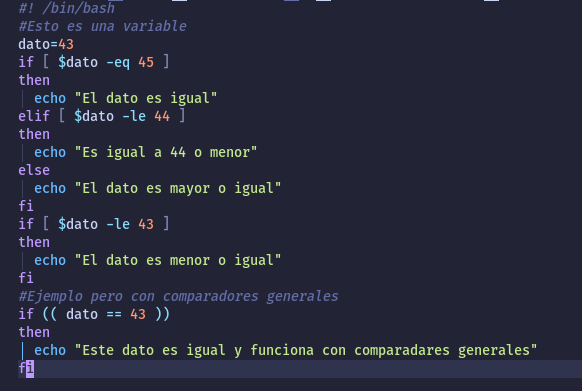 #! /bin/bash
#Esto es una variable
dato=43
if [ $dato -eq 45 ]
then
  echo "El dato es igual"
elif [ $dato -le 44 ]
then
  echo "Es igual a 44 o menor"
else
  echo "El dato es mayor o igual"
fi
if [ $dato -le 43 ]
then
  echo "El dato es menor o igual"
fi
#Ejemplo pero con comparadores generales
if (( dato == 43 ))
then
  echo "Este dato es igual y funciona con comparadares generales"
fi